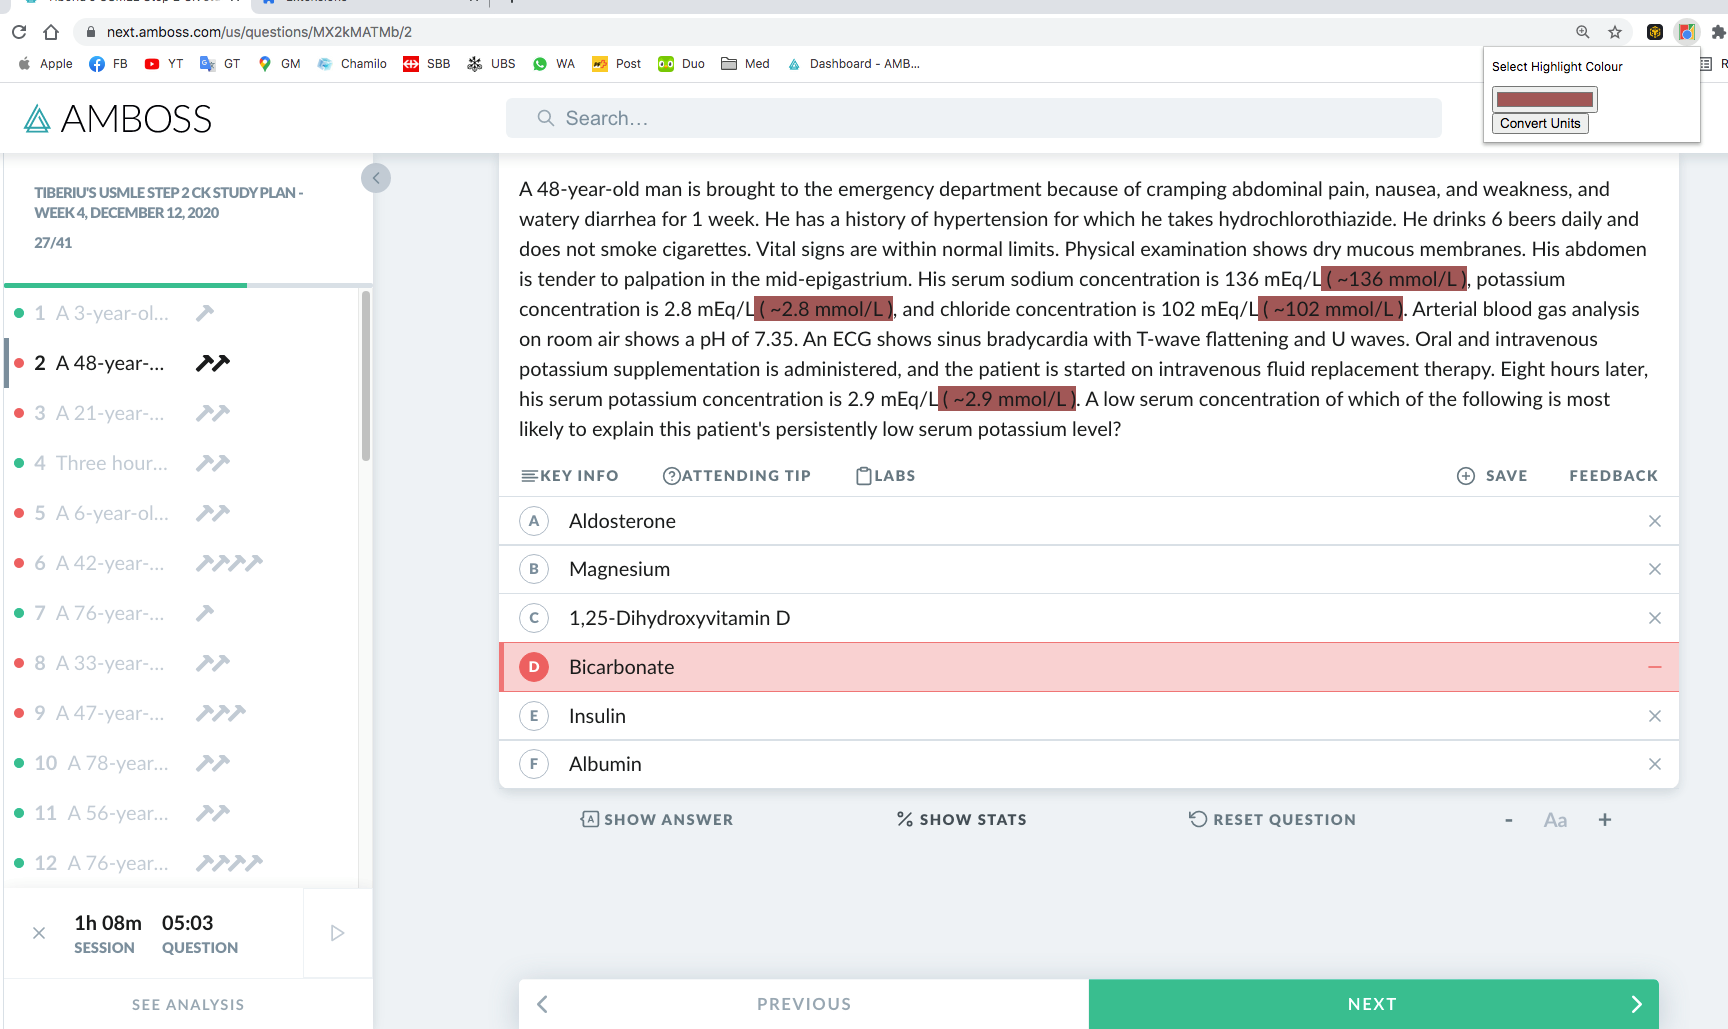 next.amboss.com/us/questions/MX2kMATMb/2
Apple FB YT GT GM Chamilo SBB UBS WA Post Duo Med Dashboard - AMB...
Select Highlight Colour
Convert Units
AMBOSS
Search...
TIBERIU'S USMLE STEP 2 CK STUDY PLAN -
WEEK 4, DECEMBER 12, 2020
27/41
1 A 3-year-ol...
2 A 48-year-...
3 A 21-year-...
4 Three hour...
5 A 6-year-ol...
6 A 42-year-...
7 A 76-year-...
8 A 33-year-...
9 A 47-year-...
10 A 78-year...
11 A 56-year...
12 A 76-year...
1h 08m 05:03
SESSION QUESTION
SEE ANALYSIS
A 48-year-old man is brought to the emergency department because of cramping abdominal pain, nausea, and weakness, and
watery diarrhea for 1 week. He has a history of hypertension for which he takes hydrochlorothiazide. He drinks 6 beers daily and
does not smoke cigarettes. Vital signs are within normal limits. Physical examination shows dry mucous membranes. His abdomen
is tender to palpation in the mid-epigastrium. His serum sodium concentration is 136 mEq/L ( ~136 mmol/L ), potassium
concentration is 2.8 mEq/L ( ~2.8 mmol/L ), and chloride concentration is 102 mEq/L ( ~102 mmol/L ). Arterial blood gas analysis
on room air shows a pH of 7.35. An ECG shows sinus bradycardia with T-wave flattening and U waves. Oral and intravenous
potassium supplementation is administered, and the patient is started on intravenous fluid replacement therapy. Eight hours later,
his serum potassium concentration is 2.9 mEq/L ( ~2.9 mmol/L ). A low serum concentration of which of the following is most
likely to explain this patient's persistently low serum potassium level?
KEY INFO ATTENDING TIP LABS SAVE FEEDBACK
A Aldosterone
B Magnesium
C 1,25-Dihydroxyvitamin D
D Bicarbonate
E Insulin
F Albumin
SHOW ANSWER SHOW STATS RESET QUESTION - Aa +
PREVIOUS NEXT